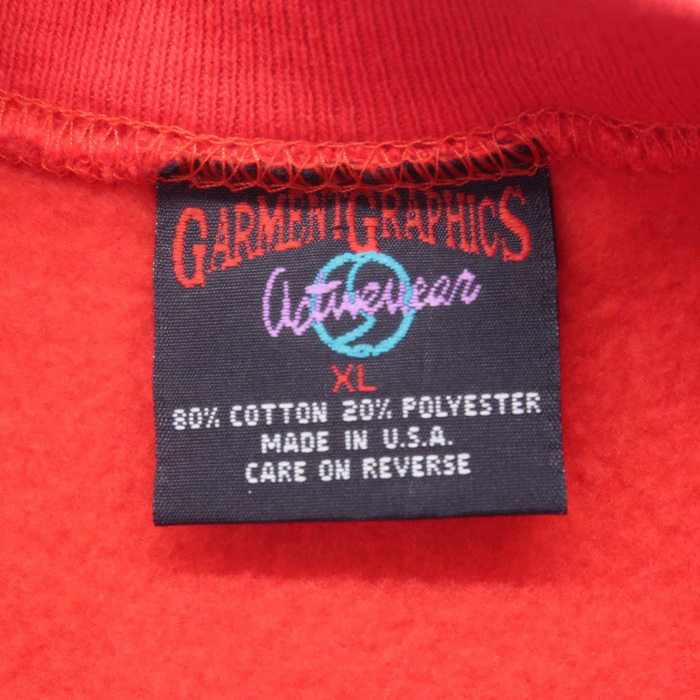 GARMENT GRAPHICS
Activewear
XL
80% COTTON 20% POLYESTER
MADE IN U.S.A.
CARE ON REVERSE